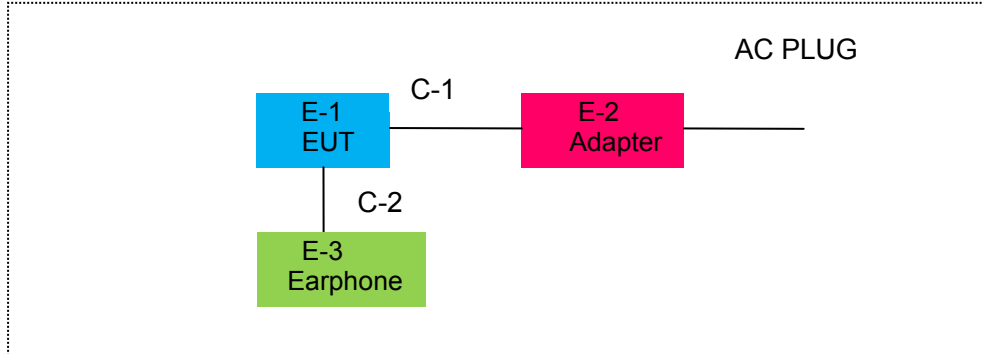 AC PLUG
C-1
E-1
EUT
E-2
Adapter
C-2
E-3
Earphone